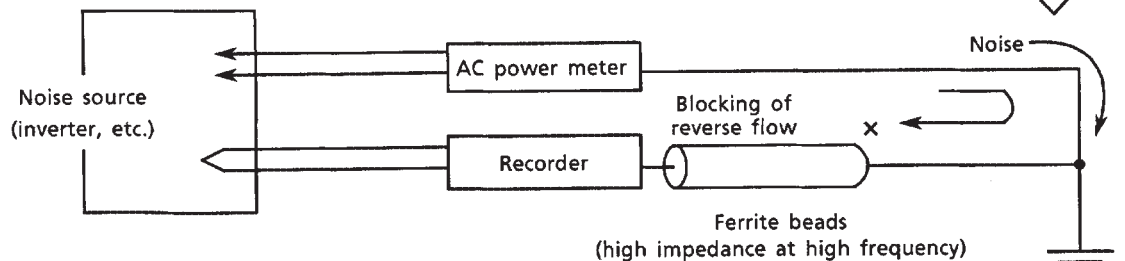 Noise
AC power meter
Noise source
(inverter, etc.)
Blocking of
reverse flow
×
Recorder
Ferrite beads
(high impedance at high frequency)